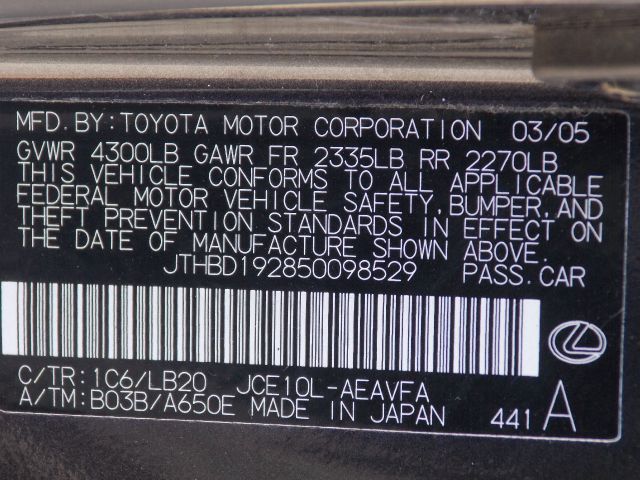 MFD. BY: TOYOTA MOTOR CORPORATION 03/05
GVWR 4300LB GAWR FR 2335LB RR 2270LB
THIS VEHICLE CONFORMS TO ALL APPLICABLE
FEDERAL MOTOR VEHICLE SAFETY, BUMPER, AND
THEFT PREVENTION STANDARDS IN EFFECT ON
THE DATE OF MANUFACTURE SHOWN ABOVE.
JTHBD192850098529 PASS. CAR
C/TR: 1C6/LB20 JCE10L-AEAVFA
A/TM: B03B/A650E MADE IN JAPAN 441 A